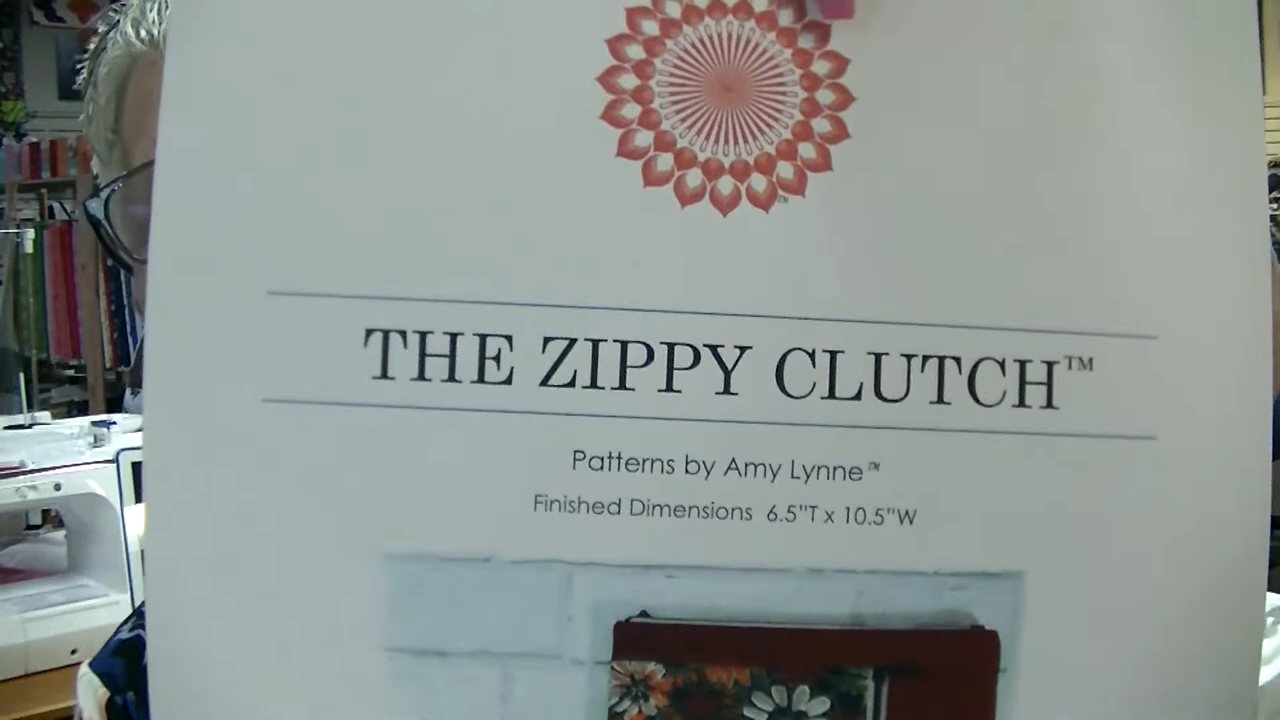 THE ZIPPY CLUTCH™
Patterns by Amy Lynne™
Finished Dimensions 6.5"T x 10.5"W